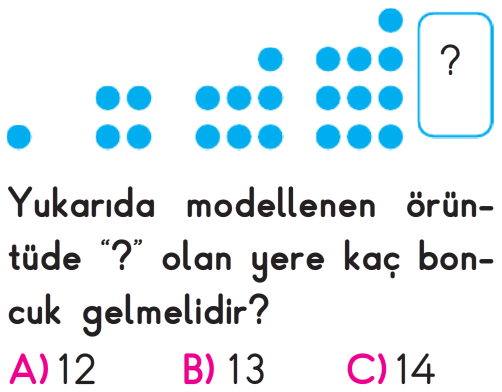 ?
Yukarıda modellenen örün-
tüde “?” olan yere kaç bon-
cuk gelmelidir?
A) 12 B) 13 C) 14